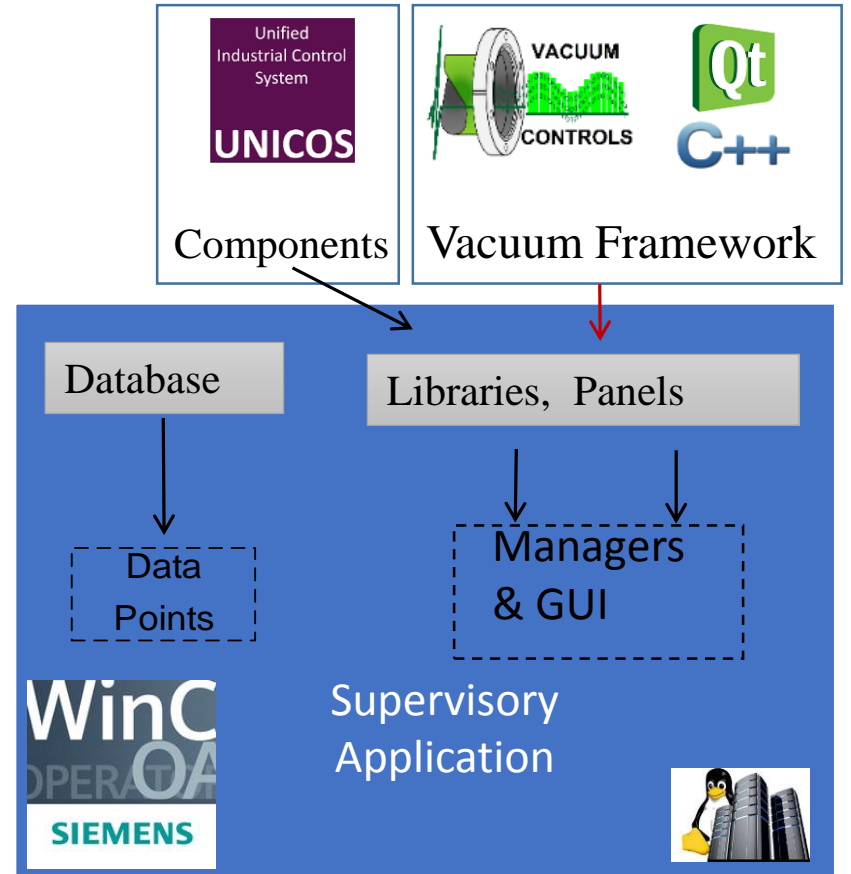 Unified
Industrial Control
System
UNICOS
Components
VACUUM
CONTROLS
Qt
C++
Vacuum Framework
Database
Libraries, Panels
Data
Points
Managers
& GUI
Supervisory
Application
WinC
OA
OPERATO
SIEMENS